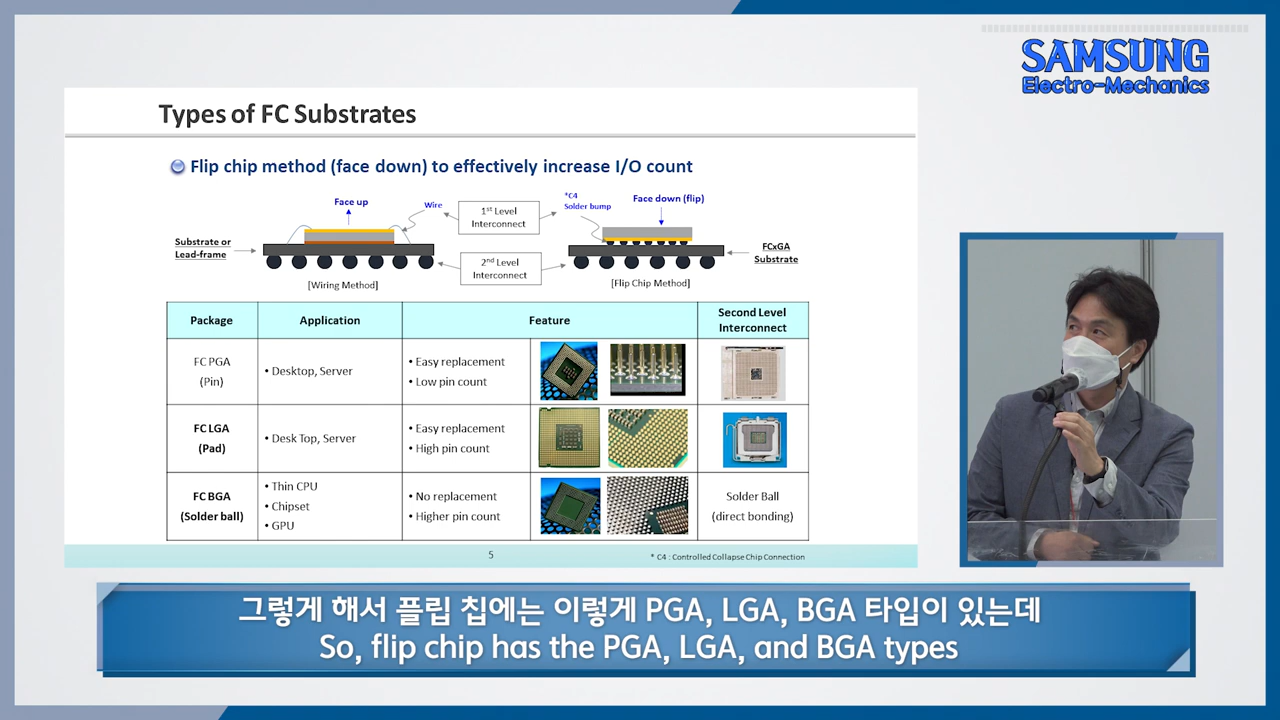 SAMSUNG
Electro-Mechanics
Types of FC Substrates
Flip chip method (face down) to effectively increase I/O count
Face up
Wire
1st Level
Interconnect
*C4
Solder bump
Face down (flip)
Substrate or
Lead-frame
2nd Level
Interconnect
FCxGA
Substrate
[Wiring Method]
[Flip Chip Method]
Package
Application
Feature
Second Level
Interconnect
FC PGA
(Pin)
• Desktop, Server
• Easy replacement
• Low pin count
FC LGA
(Pad)
• Desk Top, Server
• Easy replacement
• High pin count
FC BGA
(Solder ball)
• Thin CPU
• Chipset
• GPU
• No replacement
• Higher pin count
Solder Ball
(direct bonding)
5
* C4 : Controlled Collapse Chip Connection
그렇게 해서 플립 칩에는 이렇게 PGA, LGA, BGA 타입이 있는데
So, flip chip has the PGA, LGA, and BGA types